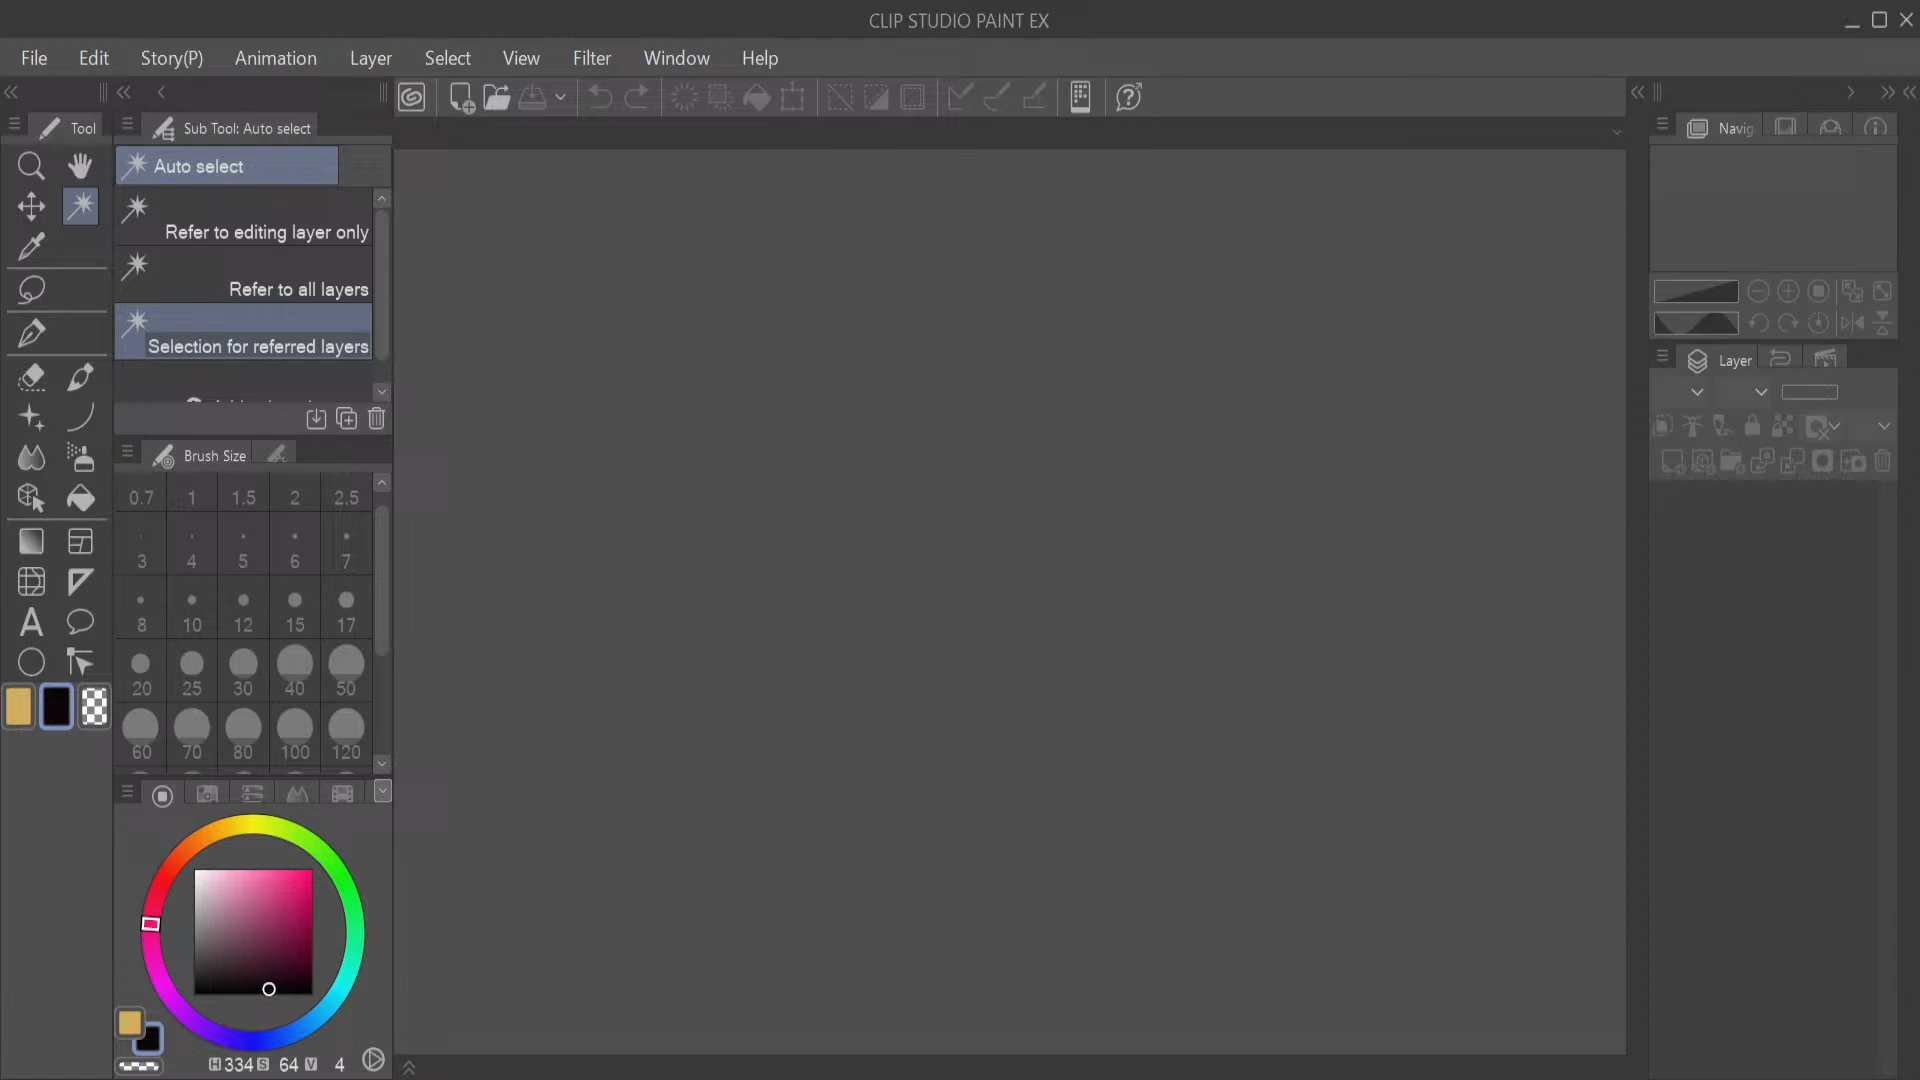 CLIP STUDIO PAINT EX
File Edit Story(P) Animation Layer Select View Filter Window Help
Tool
Sub Tool: Auto select
Auto select
Refer to editing layer only
Refer to all layers
Selection for referred layers
Brush Size
0.7 1 1.5 2 2.5
3 4 5 6 7
8 10 12 15 17
20 25 30 40 50
60 70 80 100 120
H 334 S 64 V 4
Navig
Layer